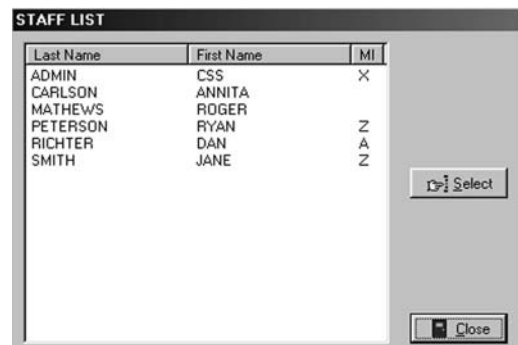 STAFF LIST
Last Name First Name MI
ADMIN CSS X
CARLSON ANNITA
MATHEWS ROGER
PETERSON RYAN Z
RICHTER DAN A
SMITH JANE Z
Select
Close